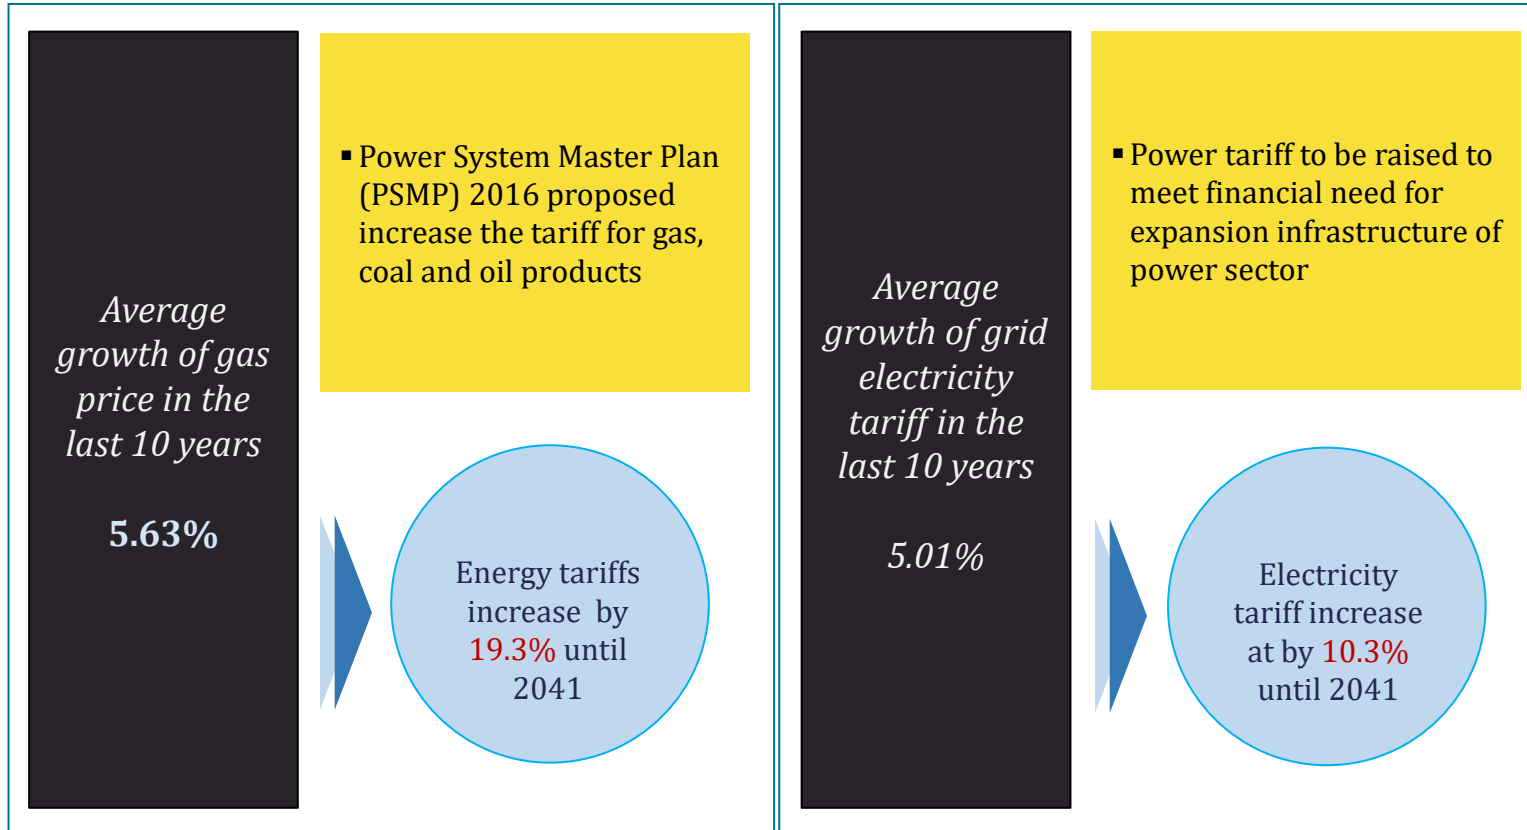 Average
growth of gas
price in the
last 10 years
5.63%
▪ Power System Master Plan
(PSMP) 2016 proposed
increase the tariff for gas,
coal and oil products
Energy tariffs
increase by
19.3% until
2041
Average
growth of grid
electricity
tariff in the
last 10 years
5.01%
▪ Power tariff to be raised to
meet financial need for
expansion infrastructure of
power sector
Electricity
tariff increase
at by 10.3%
until 2041